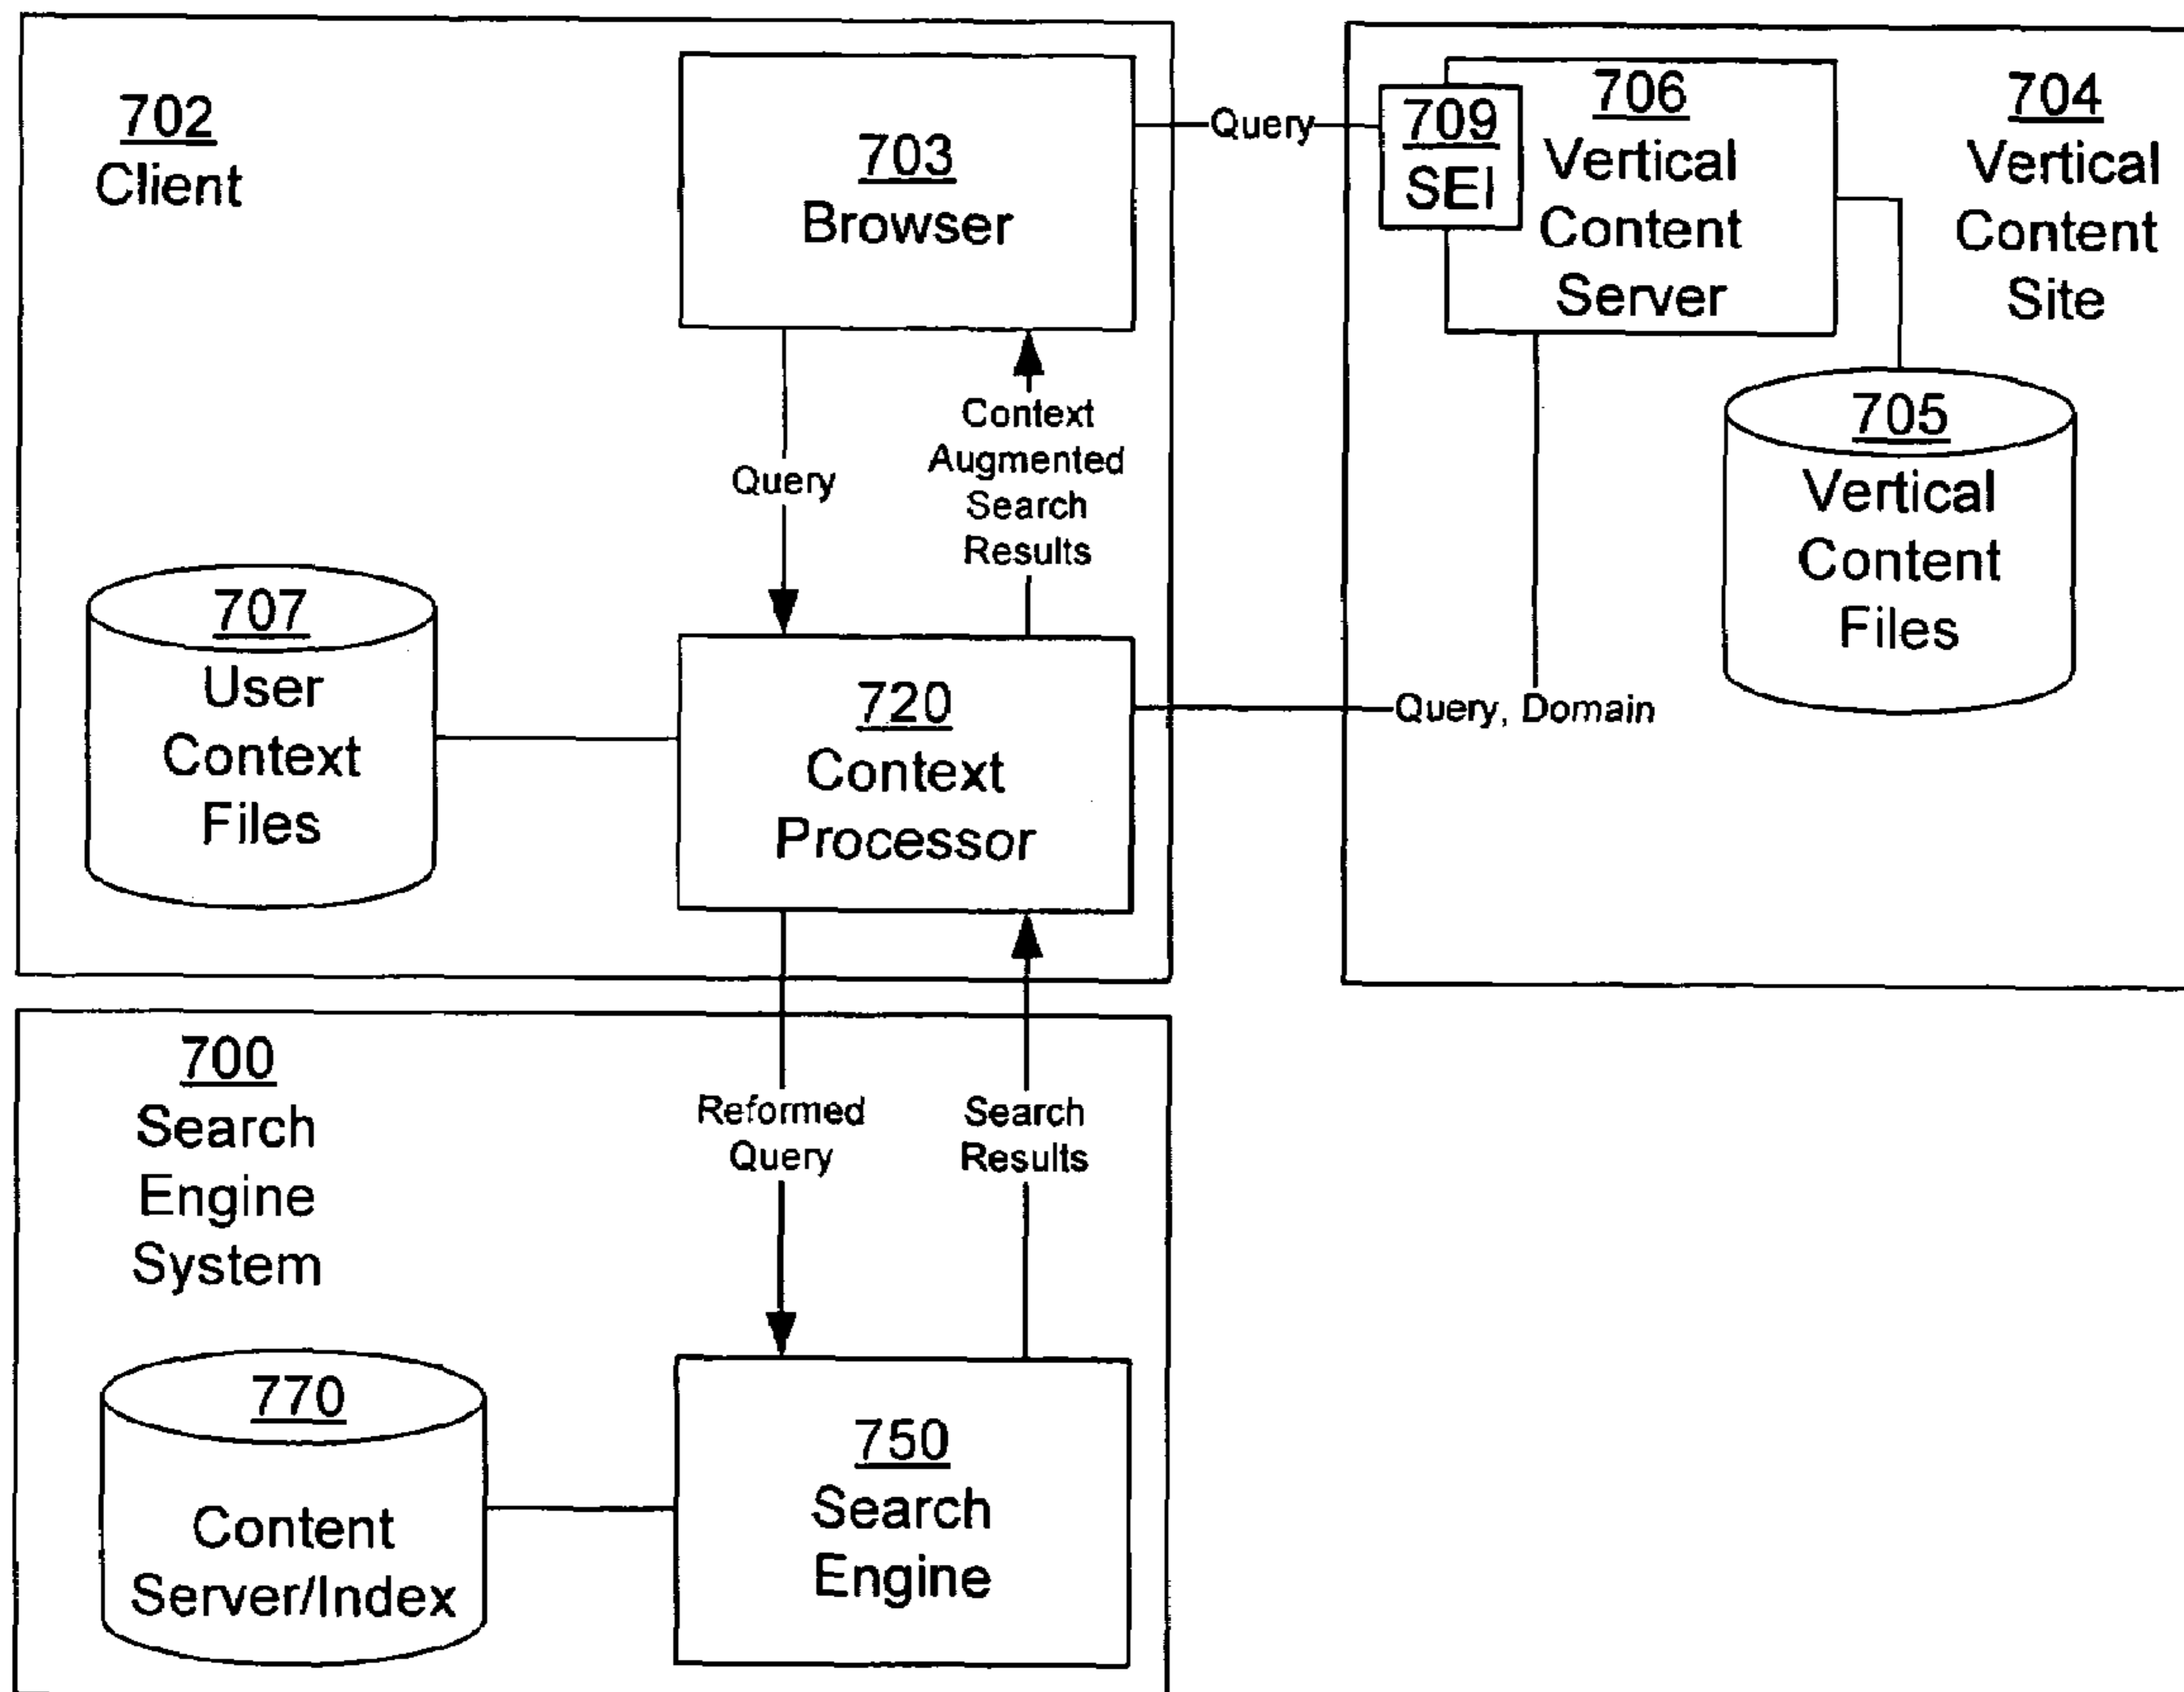 702
Client
703
Browser
Query
709
SEI
706
Vertical
Content
Server
704
Vertical
Content
Site
705
Vertical
Content
Files
Query
Context
Augmented
Search
Results
707
User
Context
Files
720
Context
Processor
Query, Domain
700
Search
Engine
System
Reformed
Query
Search
Results
770
Content
Server/Index
750
Search
Engine